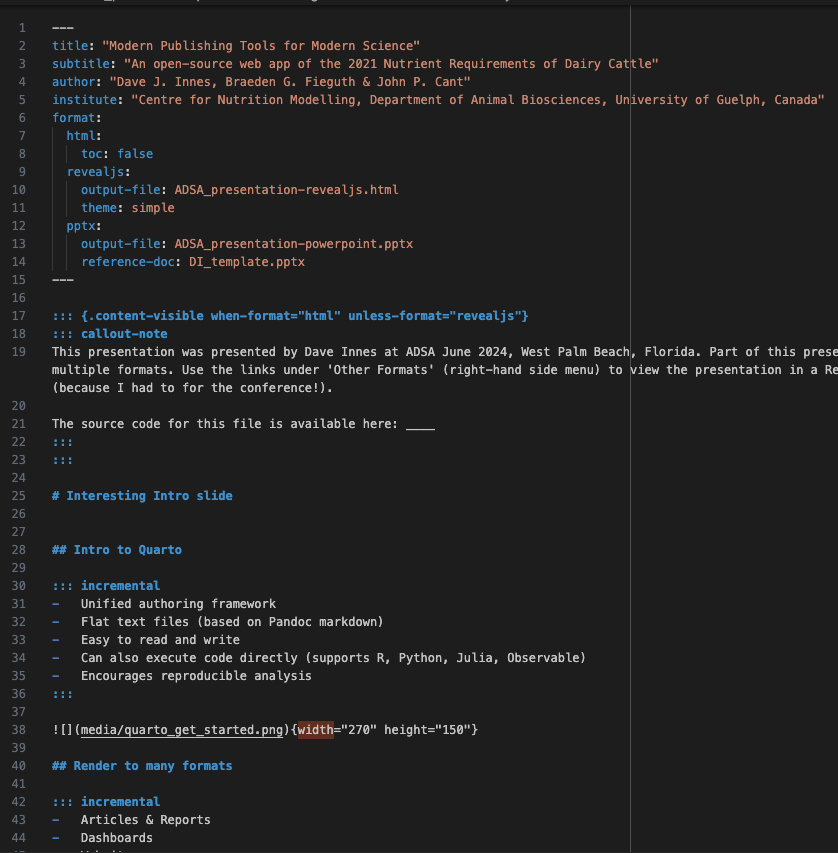 1 ---
2 title: "Modern Publishing Tools for Modern Science"
3 subtitle: "An open-source web app of the 2021 Nutrient Requirements of Dairy Cattle"
4 author: "Dave J. Innes, Braeden G. Fieguth & John P. Cant"
5 institute: "Centre for Nutrition Modelling, Department of Animal Biosciences, University of Guelph, Canada"
6 format:
7   html:
8     toc: false
9   revealjs:
10     output-file: ADSA_presentation-revealjs.html
11     theme: simple
12   pptx:
13     output-file: ADSA_presentation-powerpoint.pptx
14     reference-doc: DI_template.pptx
15 ---
16
17 ::: {.content-visible when-format="html" unless-format="revealjs"}
18 ::: callout-note
19 This presentation was presented by Dave Innes at ADSA June 2024, West Palm Beach, Florida. Part of this prese
multiple formats. Use the links under 'Other Formats' (right-hand side menu) to view the presentation in a Re
(because I had to for the conference!).
20
21 The source code for this file is available here: ____
22 :::
23 :::
24
25 # Interesting Intro slide
26
27
28 ## Intro to Quarto
29
30 ::: incremental
31 -   Unified authoring framework
32 -   Flat text files (based on Pandoc markdown)
33 -   Easy to read and write
34 -   Can also execute code directly (supports R, Python, Julia, Observable)
35 -   Encourages reproducible analysis
36 :::
37
38 ![](media/quarto_get_started.png){width="270" height="150"}
39
40 ## Render to many formats
41
42 ::: incremental
43 -   Articles & Reports
44 -   Dashboards